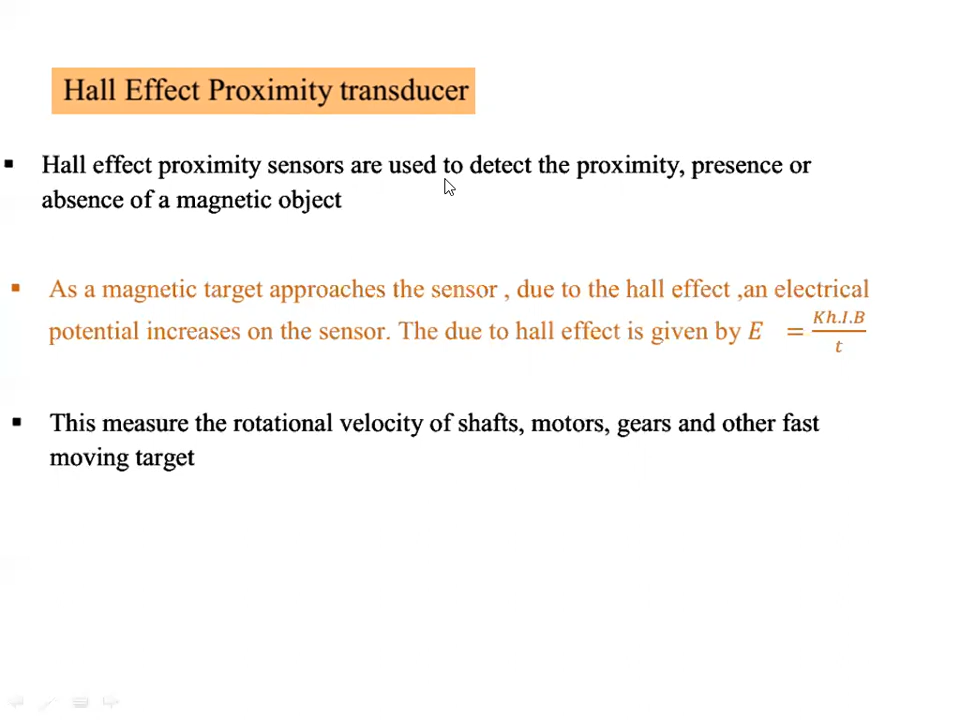 Hall Effect Proximity transducer
▪ Hall effect proximity sensors are used to detect the proximity, presence or
absence of a magnetic object
▪ As a magnetic target approaches the sensor , due to the hall effect ,an electrical
potential increases on the sensor. The due to hall effect is given by E = Kh.I.B/t
▪ This measure the rotational velocity of shafts, motors, gears and other fast
moving target